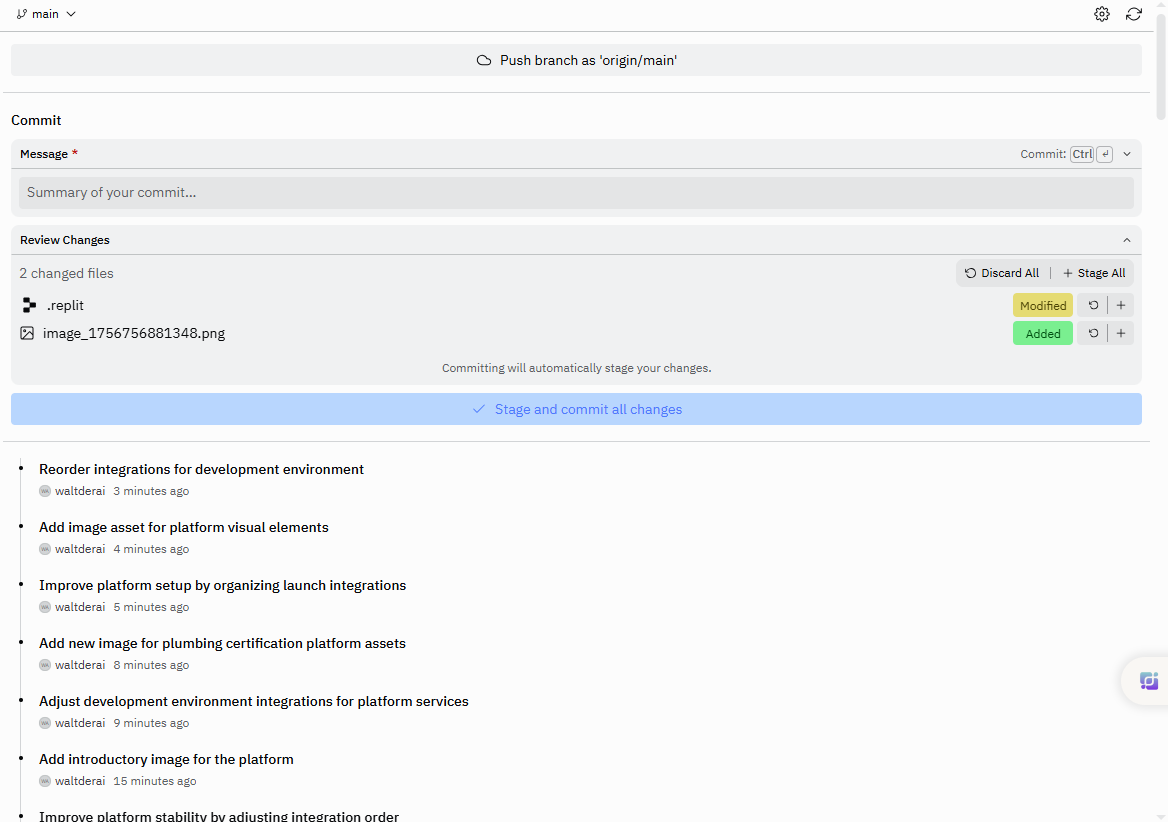 main
Push branch as 'origin/main'
Commit
Message *
Commit: Ctrl ↵
Summary of your commit...
Review Changes
2 changed files
Discard All
Stage All
.replit
Modified
image_1756756881348.png
Added
Committing will automatically stage your changes.
Stage and commit all changes
Reorder integrations for development environment
waltderai 3 minutes ago
Add image asset for platform visual elements
waltderai 4 minutes ago
Improve platform setup by organizing launch integrations
waltderai 5 minutes ago
Add new image for plumbing certification platform assets
waltderai 8 minutes ago
Adjust development environment integrations for platform services
waltderai 9 minutes ago
Add introductory image for the platform
waltderai 15 minutes ago
Improve platform stability by adjusting integration order